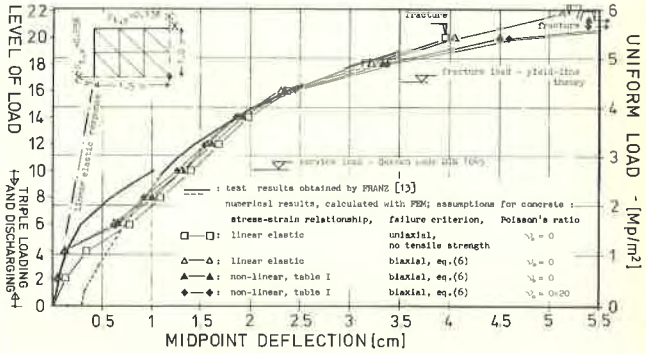 LEVEL OF LOAD
TRIPLE LOADING AND DISCHARGING
22
20
18
16
14
12
10
8
6
4
2
0
0.5
1
1.5
2
2.5
3
3.5
4
4.5
5
5.5
MIDPOINT DEFLECTION [cm]
UNIFORM LOAD - [Mp/m²]
6
5
4
3
2
1
0
fracture
fracture
fracture load - yield-line theory
service load -
linear elastic response
: test results obtained by FRANZ [13]
numerical results, calculated with FEM; assumptions for concrete :
stress-strain relationship, failure criterion, Poisson's ratio
: linear elastic uniaxial, no tensile strength = 0
: linear elastic biaxial, eq.(6) = 0
: non-linear, table I biaxial, eq.(6) = 0
: non-linear, table I biaxial, eq.(6)